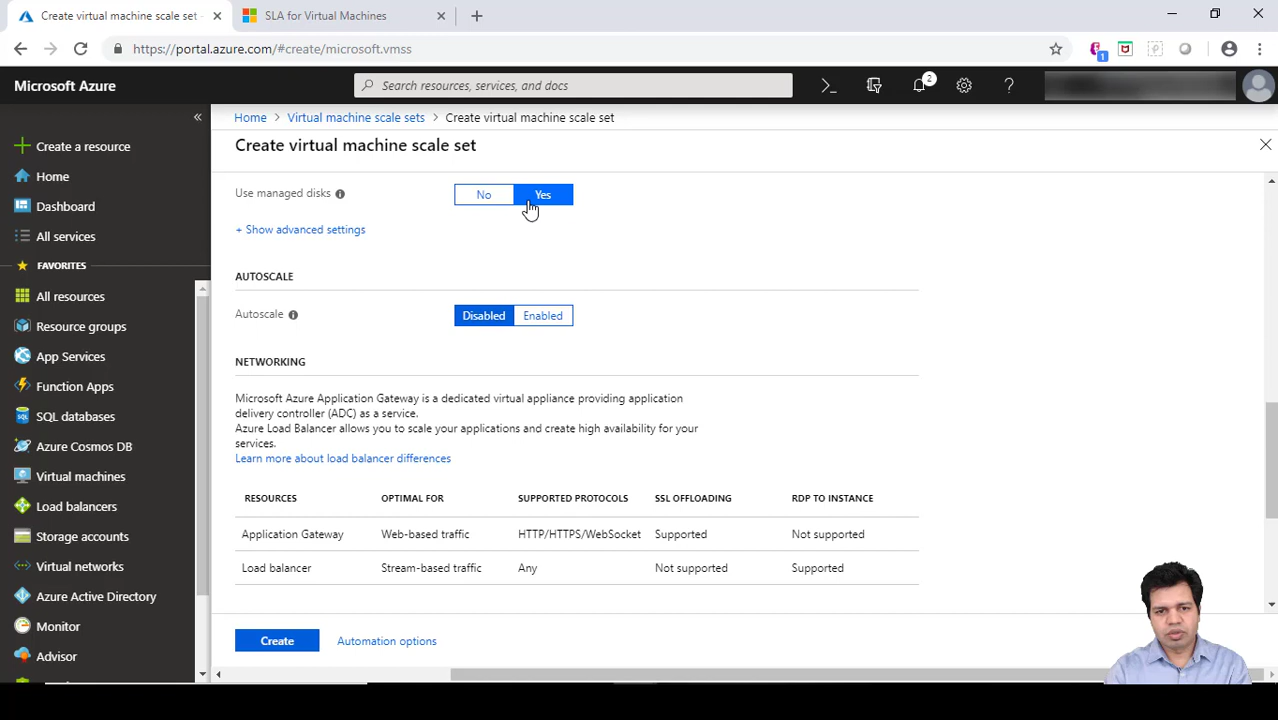 Create virtual machine scale set -
SLA for Virtual Machines
https://portal.azure.com/#create/microsoft.vmss
1
Microsoft Azure
Search resources, services, and docs
2
Home > Virtual machine scale sets > Create virtual machine scale set
Create virtual machine scale set
Create a resource
Home
Dashboard
All services
FAVORITES
All resources
Resource groups
App Services
Function Apps
SQL databases
Azure Cosmos DB
Virtual machines
Load balancers
Storage accounts
Virtual networks
Azure Active Directory
Monitor
Advisor
Use managed disks
No Yes
+ Show advanced settings
AUTOSCALE
Autoscale
Disabled Enabled
NETWORKING
Microsoft Azure Application Gateway is a dedicated virtual appliance providing application
delivery controller (ADC) as a service.
Azure Load Balancer allows you to scale your applications and create high availability for your
services.
Learn more about load balancer differences
RESOURCES OPTIMAL FOR SUPPORTED PROTOCOLS SSL OFFLOADING RDP TO INSTANCE
Application Gateway Web-based traffic HTTP/HTTPS/WebSocket Supported Not supported
Load balancer Stream-based traffic Any Not supported Supported
Create Automation options